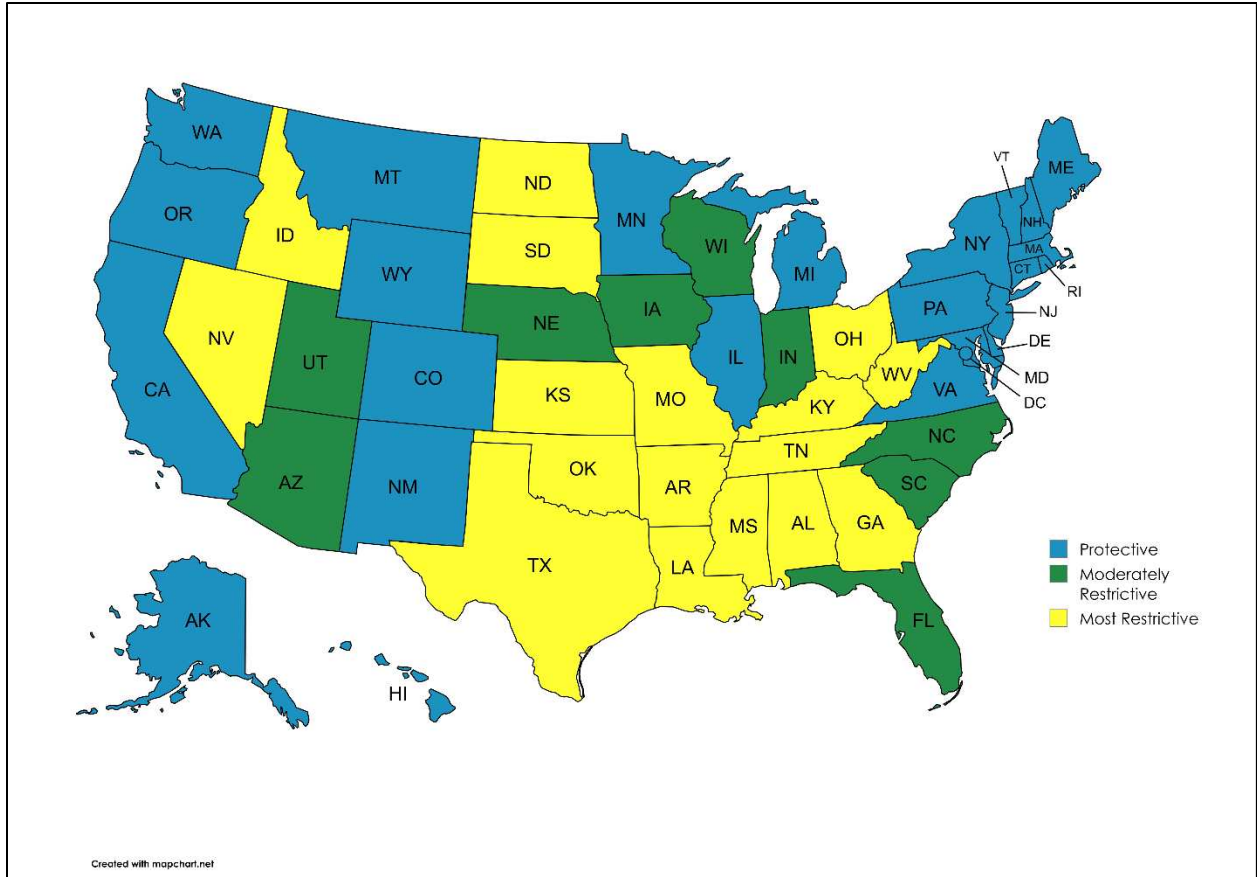 WA
MT
ND
MN
VT
ME
OR
ID
SD
WI
NH
NY
MA
WY
MI
CT
RI
NE
IA
PA
NJ
NV
OH
DE
UT
IL
IN
CA
CO
WV
MD
KS
MO
VA
DC
KY
NC
TN
AZ
OK
NM
AR
SC
MS
AL
GA
TX
LA
Protective
Moderately
Restrictive
FL
Most Restrictive
AK
HI
Created with mapchart.net